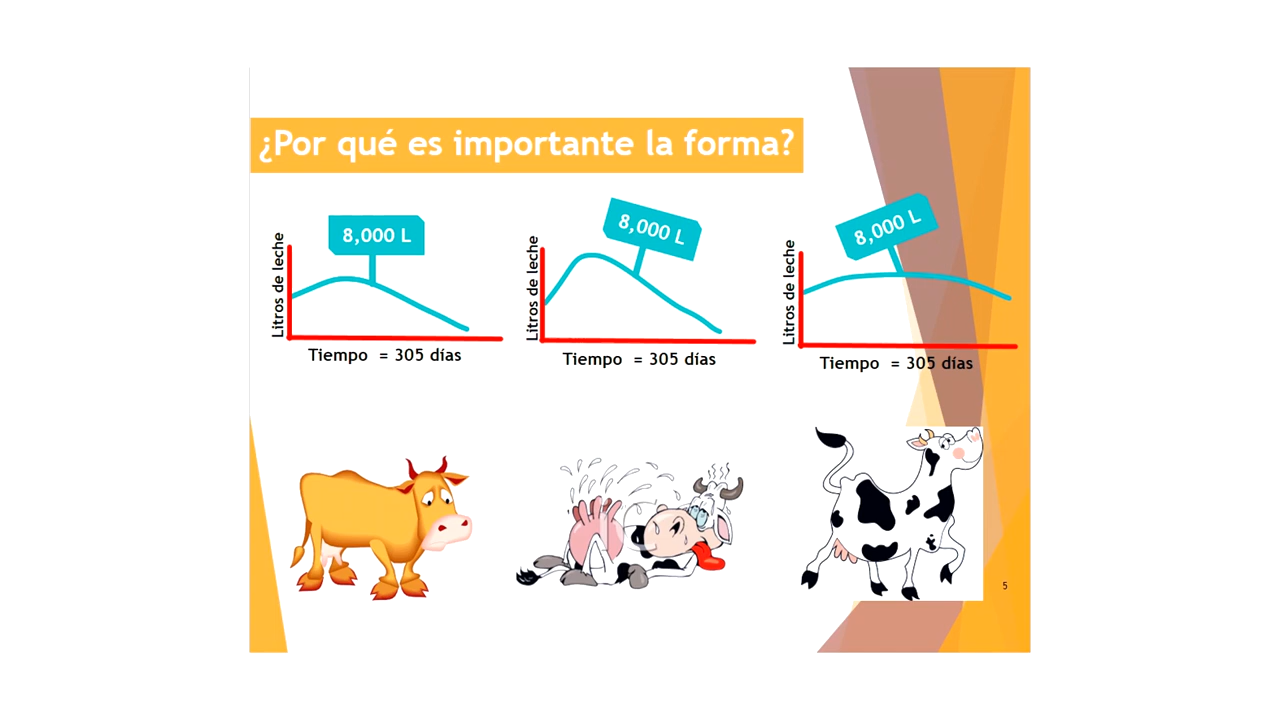 ¿Por qué es importante la forma?
8,000 L
Litros de leche
Tiempo = 305 días
8,000 L
Litros de leche
Tiempo = 305 días
8,000 L
Litros de leche
Tiempo = 305 días
5